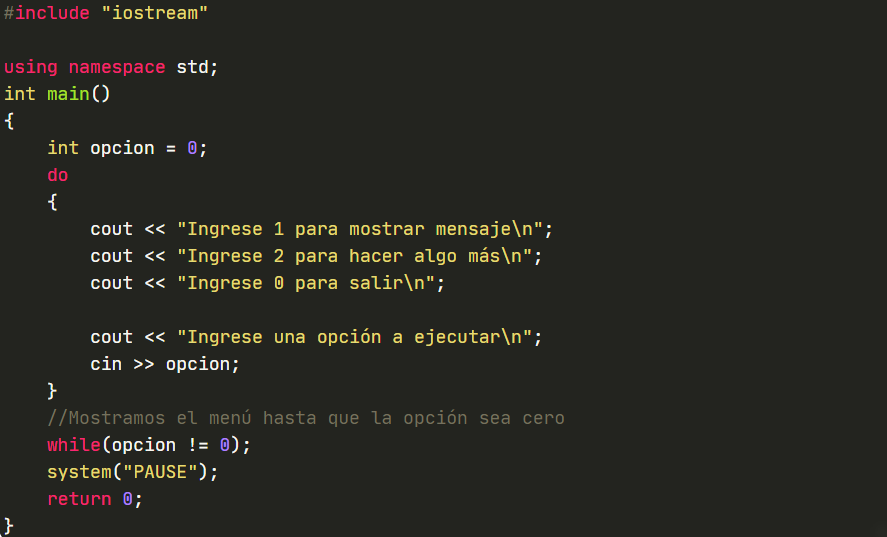 #include "iostream"
using namespace std;
int main()
{
    int opcion = 0;
    do
    {
        cout << "Ingrese 1 para mostrar mensaje\n";
        cout << "Ingrese 2 para hacer algo más\n";
        cout << "Ingrese 0 para salir\n";
        cout << "Ingrese una opción a ejecutar\n";
        cin >> opcion;
    }
    //Mostramos el menú hasta que la opción sea cero
    while(opcion != 0);
    system("PAUSE");
    return 0;
}